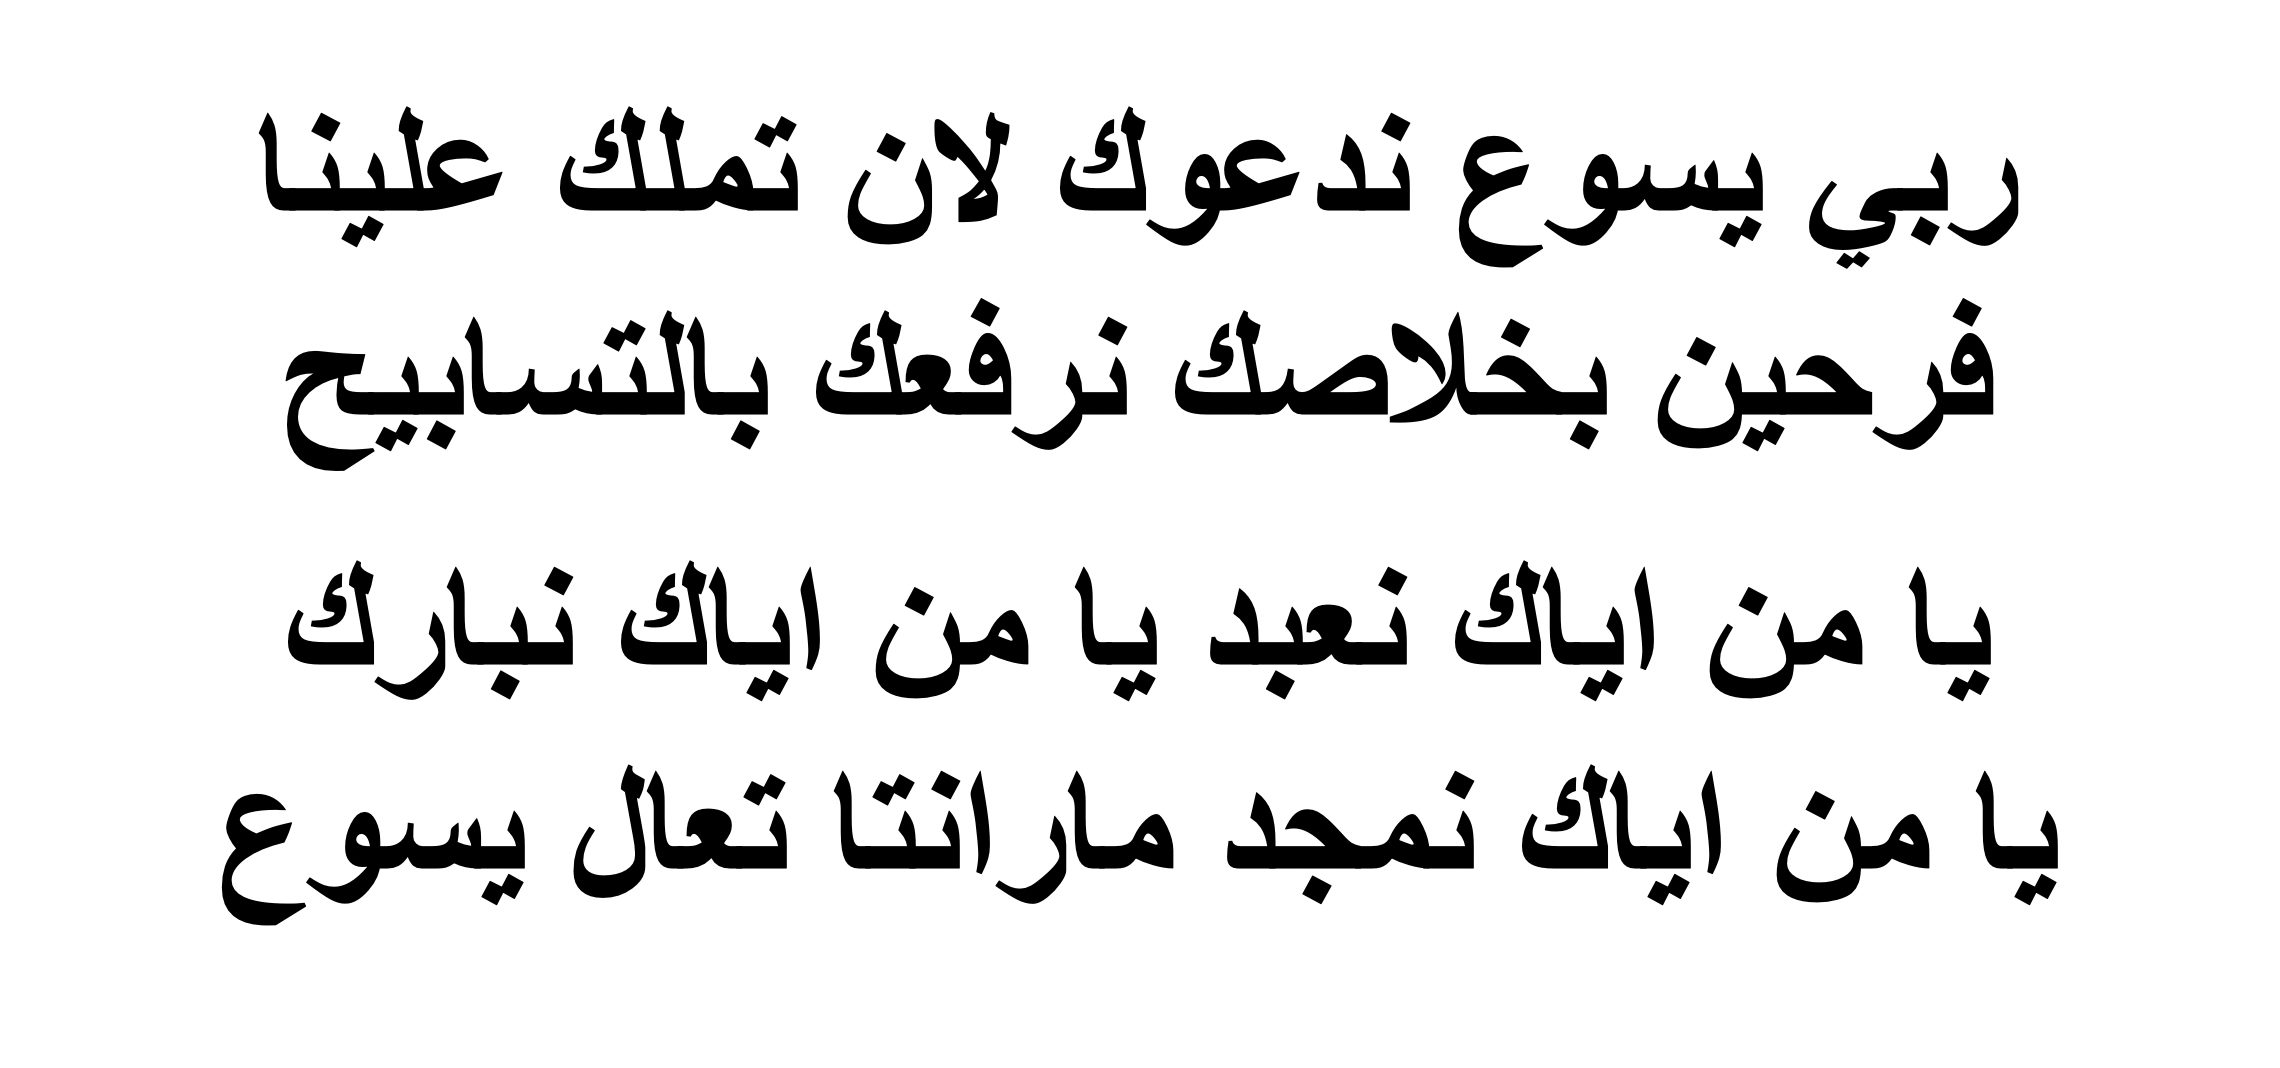 ربي يسوع ندعوك لان تملك علينا
فرحين بخلاصك نرفعك بالتسابيح
يا من اياك نعبد يا من اياك نبارك
يا من اياك نمجد مارانتا تعال يسوع